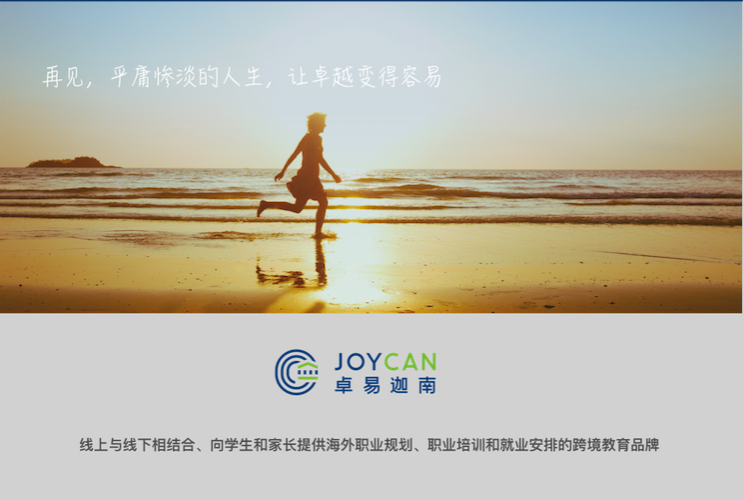 再见，平庸惨淡的人生，让卓越变得容易
JOYCAN
卓易迦南
线上与线下相结合、向学生和家长提供海外职业规划、职业培训和就业安排的跨境教育品牌